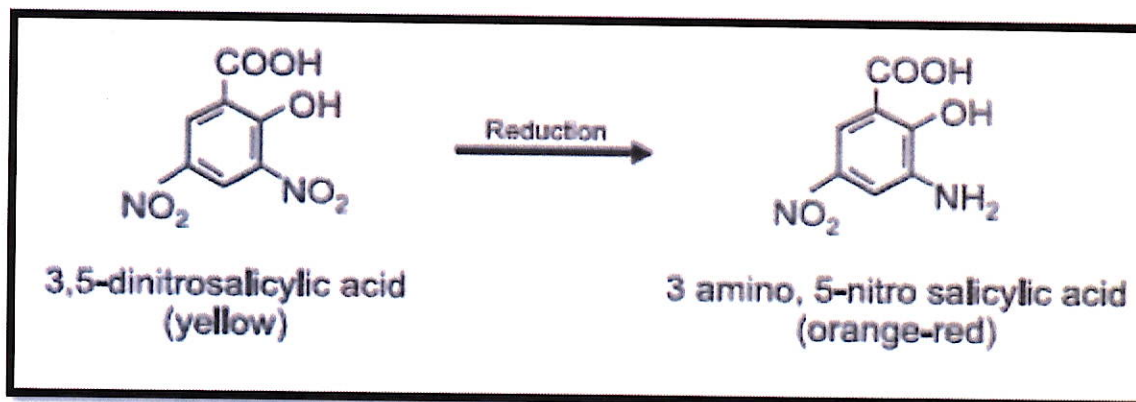 COOH
OH
NO₂
NO₂
3,5-dinitrosalicylic acid
(yellow)
Reduction
COOH
OH
NO₂
NH₂
3 amino, 5-nitro salicylic acid
(orange-red)